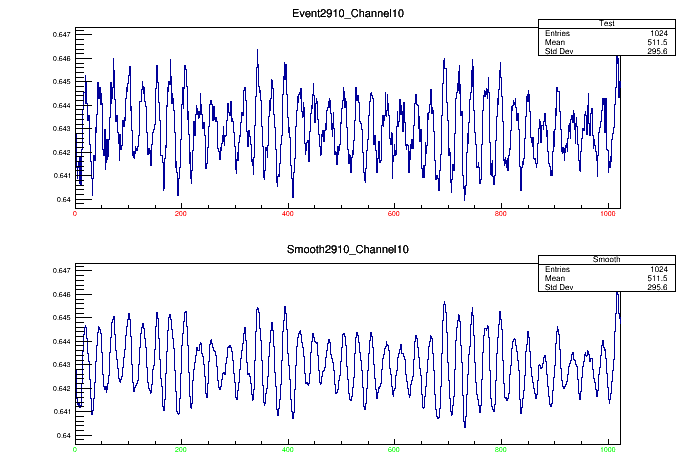 Event2910_Channel10
Test
Entries 1024
Mean 511.5
Std Dev 295.6
0.647
0.646
0.645
0.644
0.643
0.642
0.641
0.64
0 200 400 600 800 1000
Smooth2910_Channel10
Smooth
Entries 1024
Mean 511.5
Std Dev 295.6
0.647
0.646
0.645
0.644
0.643
0.642
0.641
0.64
0 200 400 600 800 1000